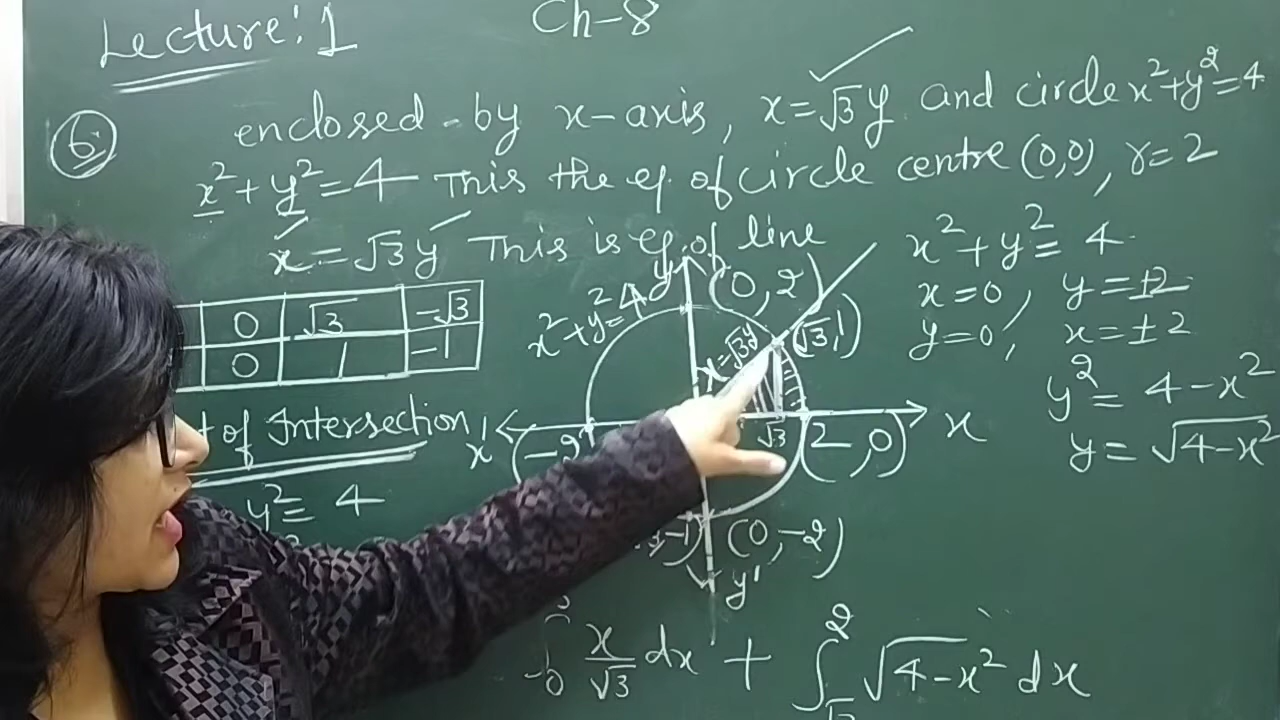 Lecture: 1
Ch-8
6
enclosed by x-axis, x=√3y and circle x²+y²=4
x²+y²=4 This the eq. of circle centre (0,0), r=2
x=√3y This is eq. of line
0 √3 -√3
0 1 -1
of Intersection
y²=4
x²+y²=4
y
(0,2)
(√3,1)
x=√3y
x'
(-2
√3
(2,0)
x
,-1)
(0,-2)
y'
x²+y²=4
x=0, y=±2
y=0, x=±2
y²=4-x²
y=√4-x²
0 x/√3 dx + ∫ 2 √4-x² dx